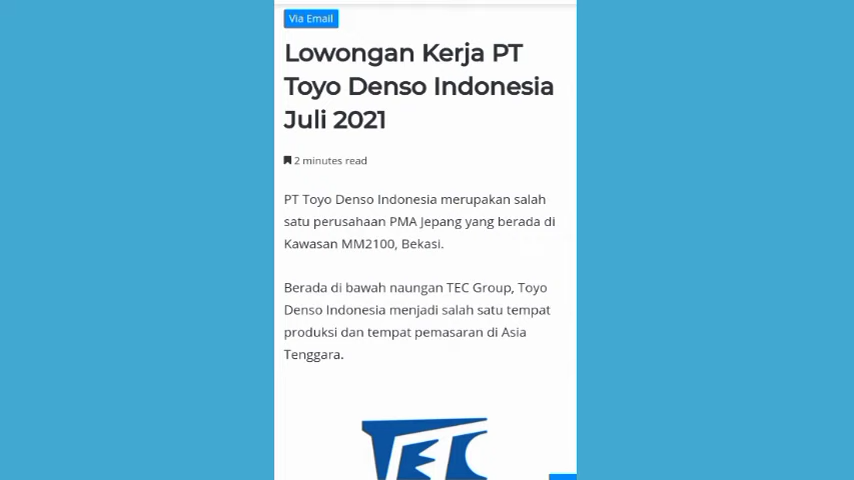 Via Email
Lowongan Kerja PT
Toyo Denso Indonesia
Juli 2021
2 minutes read
PT Toyo Denso Indonesia merupakan salah
satu perusahaan PMA Jepang yang berada di
Kawasan MM2100, Bekasi.
Berada di bawah naungan TEC Group, Toyo
Denso Indonesia menjadi salah satu tempat
produksi dan tempat pemasaran di Asia
Tenggara.
TEC